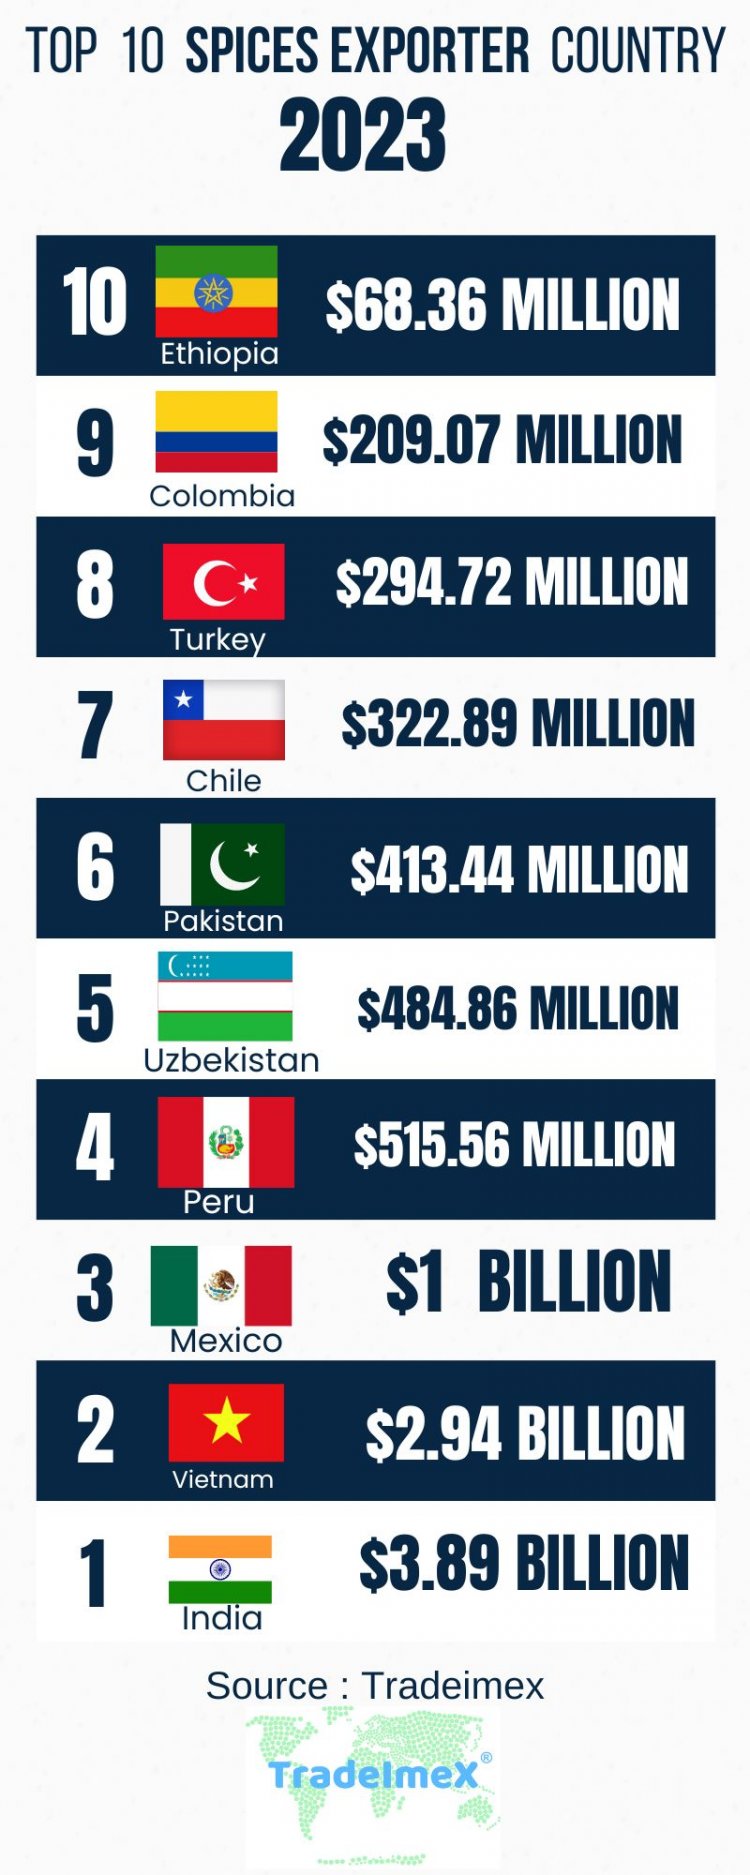 TOP 10 SPICES EXPORTER COUNTRY
2023
10
Ethiopia
$68.36 MILLION
9
Colombia
$209.07 MILLION
8
Turkey
$294.72 MILLION
7
Chile
$322.89 MILLION
6
Pakistan
$413.44 MILLION
5
Uzbekistan
$484.86 MILLION
4
Peru
$515.56 MILLION
3
Mexico
$1 BILLION
2
Vietnam
$2.94 BILLION
1
India
$3.89 BILLION
Source : Tradeimex
TradeImeX®